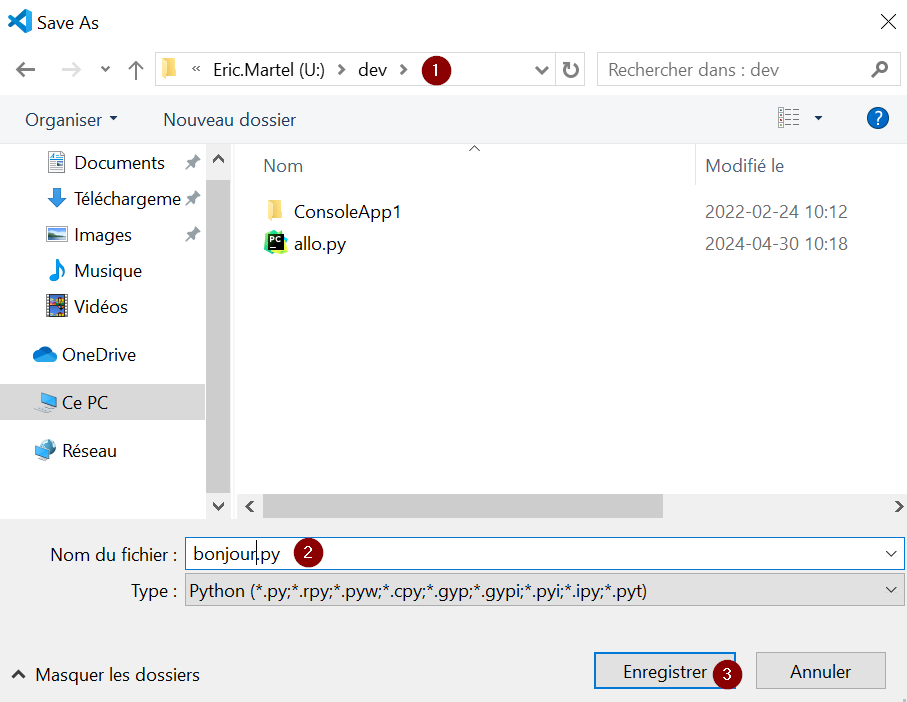 Save As
« Eric.Martel (U:) > dev > 1
Rechercher dans : dev
Organiser
Nouveau dossier
?
Documents
Téléchargeme
Images
Musique
Vidéos
OneDrive
Ce PC
Réseau
Nom
Modifié le
ConsoleApp1
2022-02-24 10:12
PC
allo.py
2024-04-30 10:18
Nom du fichier :
bonjour.py 2
Type :
Python (*.py;*.rpy;*.pyw;*.cpy;*.gyp;*.gypi;*.pyi;*.ipy;*.pyt)
Masquer les dossiers
Enregistrer 3
Annuler